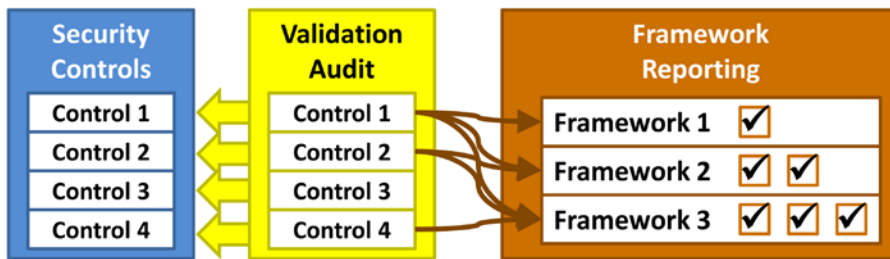 Security
Controls
Control 1
Control 2
Control 3
Control 4
Validation
Audit
Control 1
Control 2
Control 3
Control 4
Framework
Reporting
Framework 1
Framework 2
Framework 3